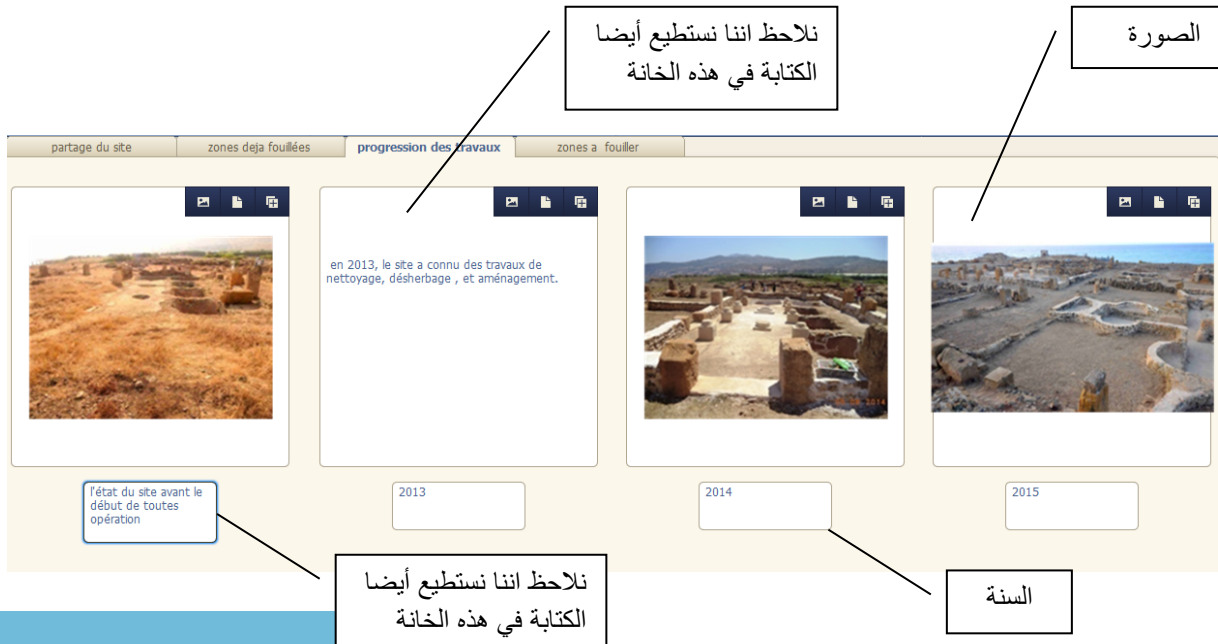 نلاحظ اننا نستطيع أيضا
الكتابة في هذه الخانة
الصورة
partage du site
zones deja fouillées
progression des travaux
zones a fouiller
en 2013, le site a connu des travaux de
nettoyage, désherbage , et aménagement.
l'état du site avant le
début de toutes
opération
2013
2014
2015
نلاحظ اننا نستطيع أيضا
الكتابة في هذه الخانة
السنة